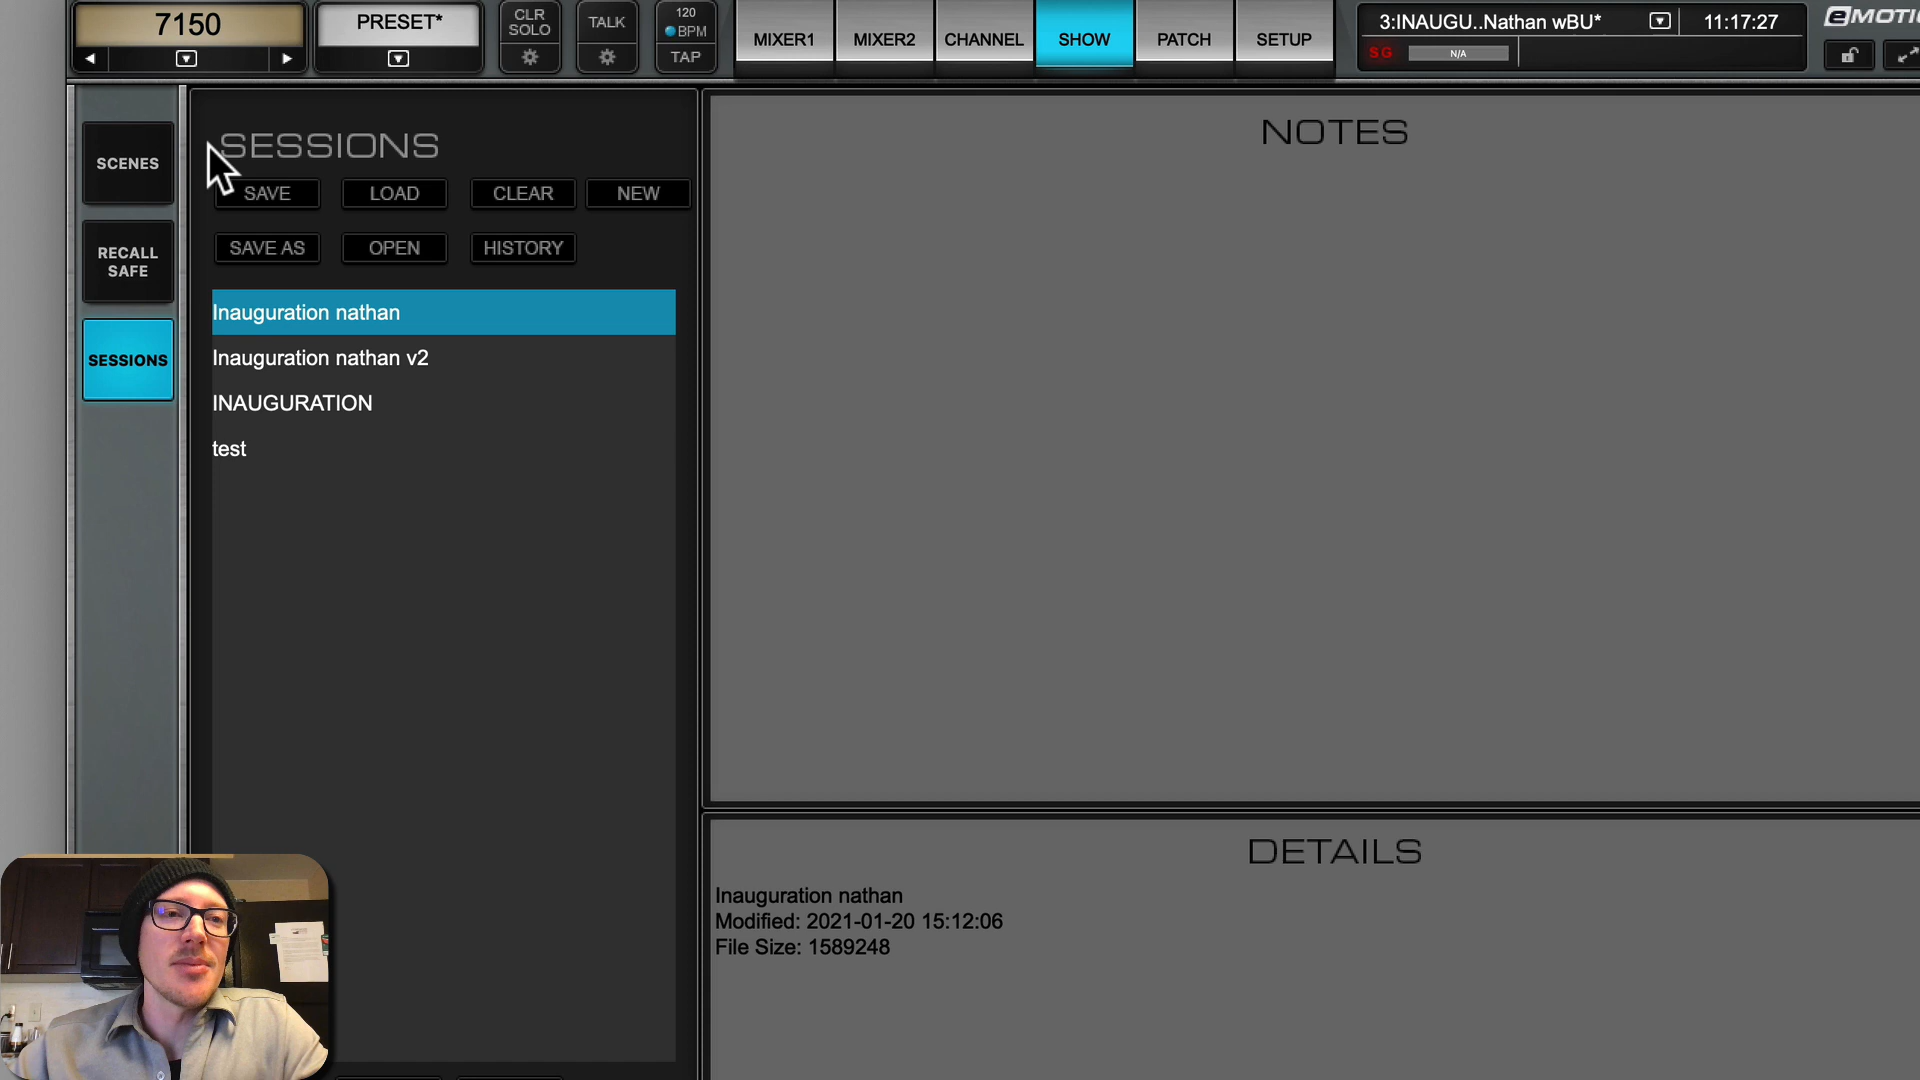 7150
PRESET*
CLR
SOLO
TALK
120
BPM
TAP
MIXER1
MIXER2
CHANNEL
SHOW
PATCH
SETUP
3:INAUGU..Nathan wBU*
11:17:27
SG
N/A
SCENES
RECALL
SAFE
SESSIONS
SESSIONS
SAVE
LOAD
CLEAR
NEW
SAVE AS
OPEN
HISTORY
Inauguration nathan
Inauguration nathan v2
INAUGURATION
test
NOTES
DETAILS
Inauguration nathan
Modified: 2021-01-20 15:12:06
File Size: 1589248